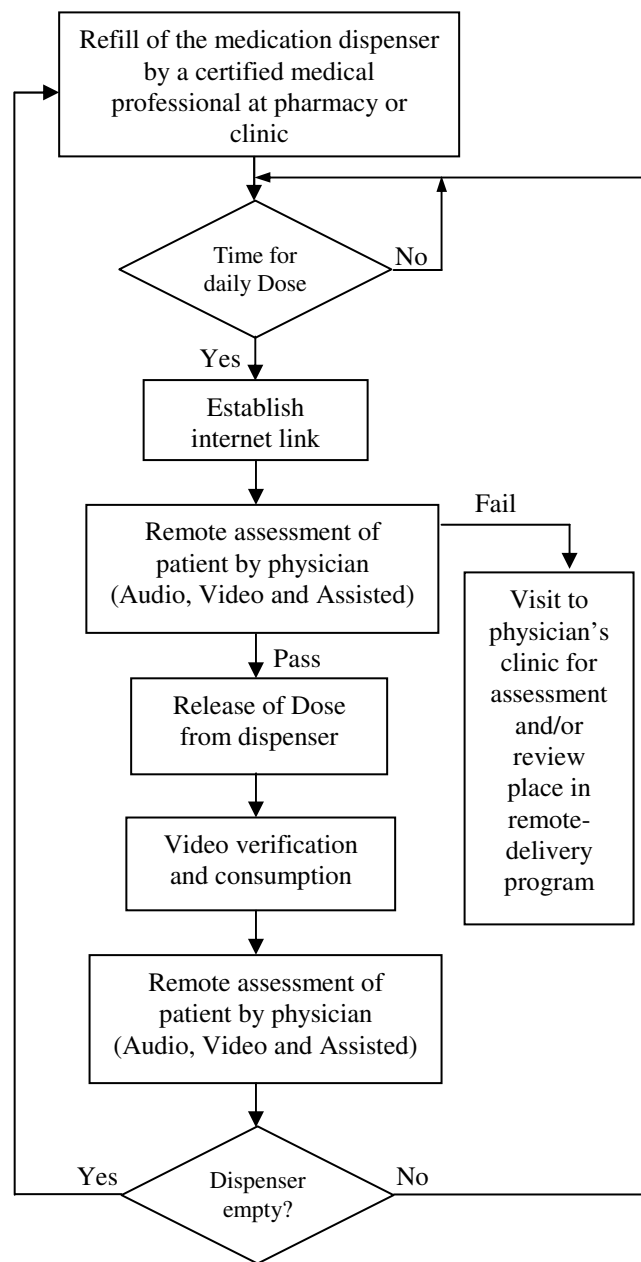 Refill of the medication dispenser
by a certified medical
professional at pharmacy or
clinic
Time for
daily Dose
No
Yes
Establish
internet link
Remote assessment of
patient by physician
(Audio, Video and Assisted)
Fail
Visit to
physician's
clinic for
assessment
and/or
review
place in
remote-
delivery
program
Pass
Release of Dose
from dispenser
Video verification
and consumption
Remote assessment of
patient by physician
(Audio, Video and Assisted)
Yes
Dispenser
empty?
No